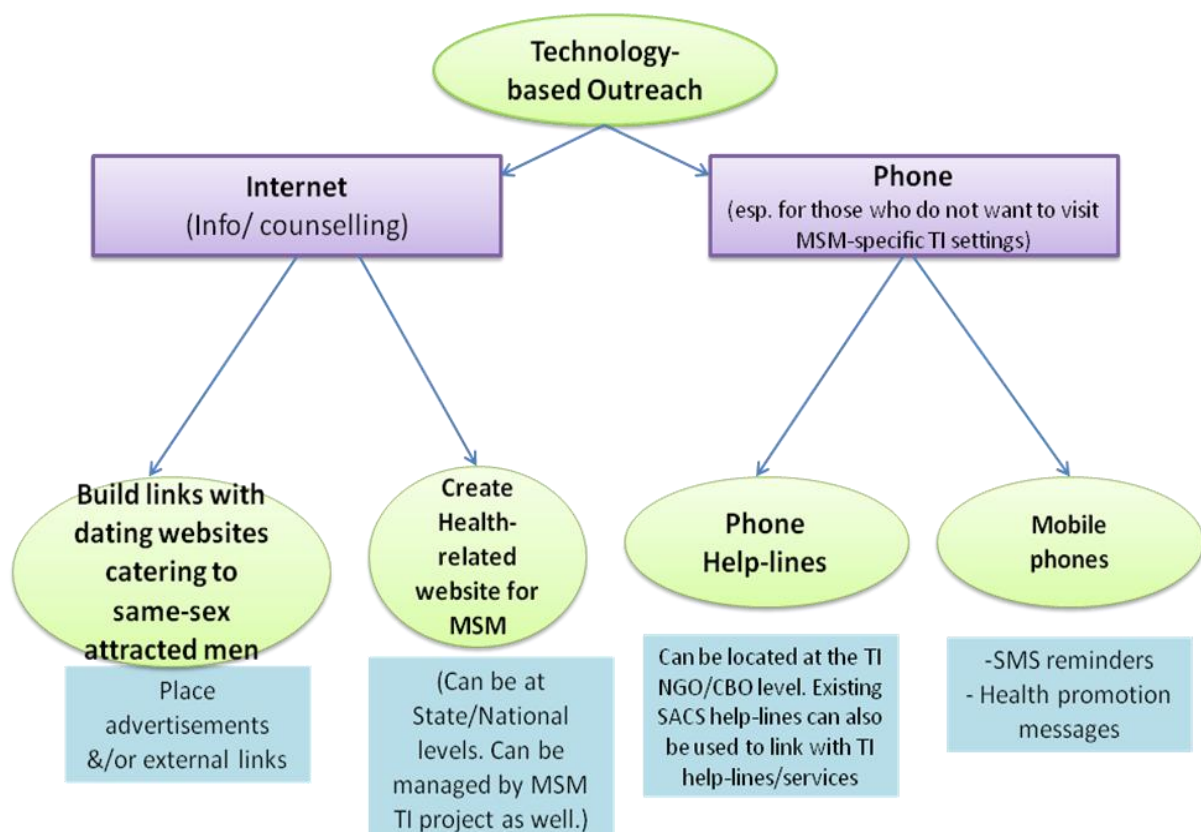 Technology-
based Outreach
Internet
(Info/ counselling)
Phone
(esp. for those who do not want to visit
MSM-specific TI settings)
Build links with
dating websites
catering to
same-sex
attracted men
Create
Health-
related
website for
MSM
Phone
Help-lines
Mobile
phones
Place
advertisements
&/or external links
(Can be at
State/National
levels. Can be
managed by MSM
TI project as well.)
Can be located at the TI
NGO/CBO level. Existing
SACS help-lines can also
be used to link with TI
help-lines/services
-SMS reminders
- Health promotion
messages